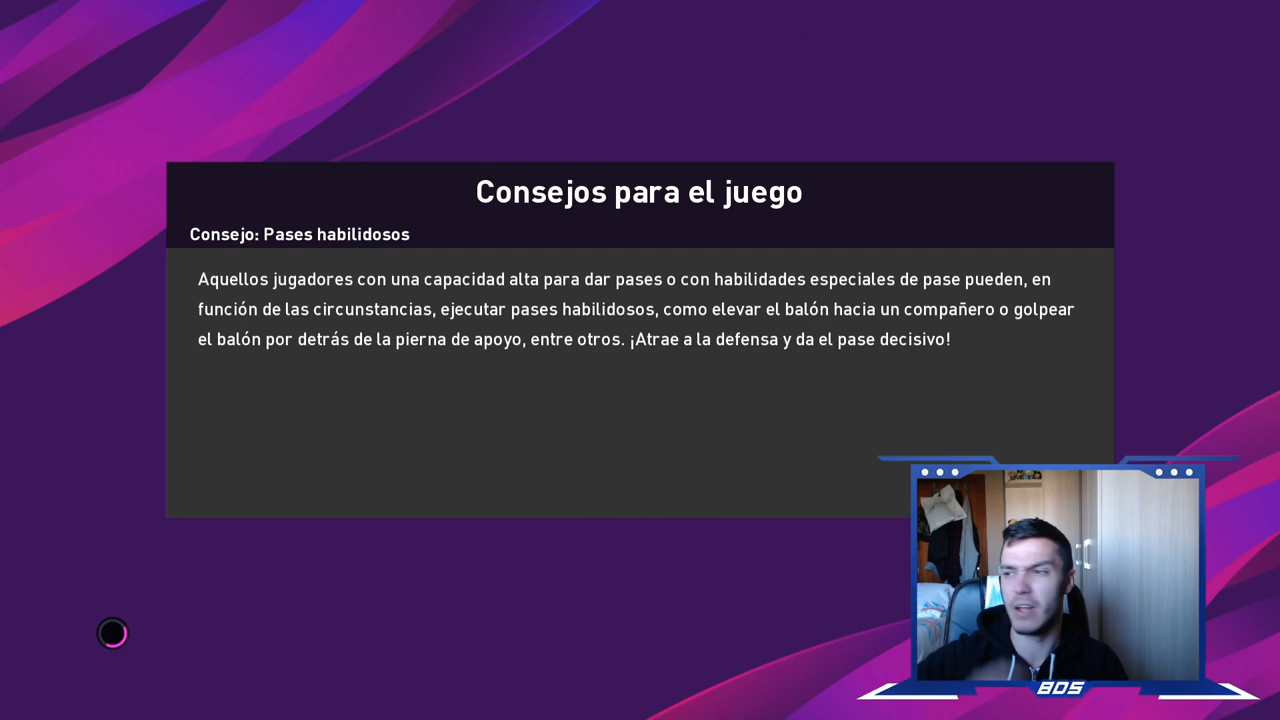 Consejos para el juego
Consejo: Pases habilidosos
Aquellos jugadores con una capacidad alta para dar pases o con habilidades especiales de pase pueden, en
función de las circunstancias, ejecutar pases habilidosos, como elevar el balón hacia un compañero o golpear
el balón por detrás de la pierna de apoyo, entre otros. ¡Atrae a la defensa y da el pase decisivo!
BDS